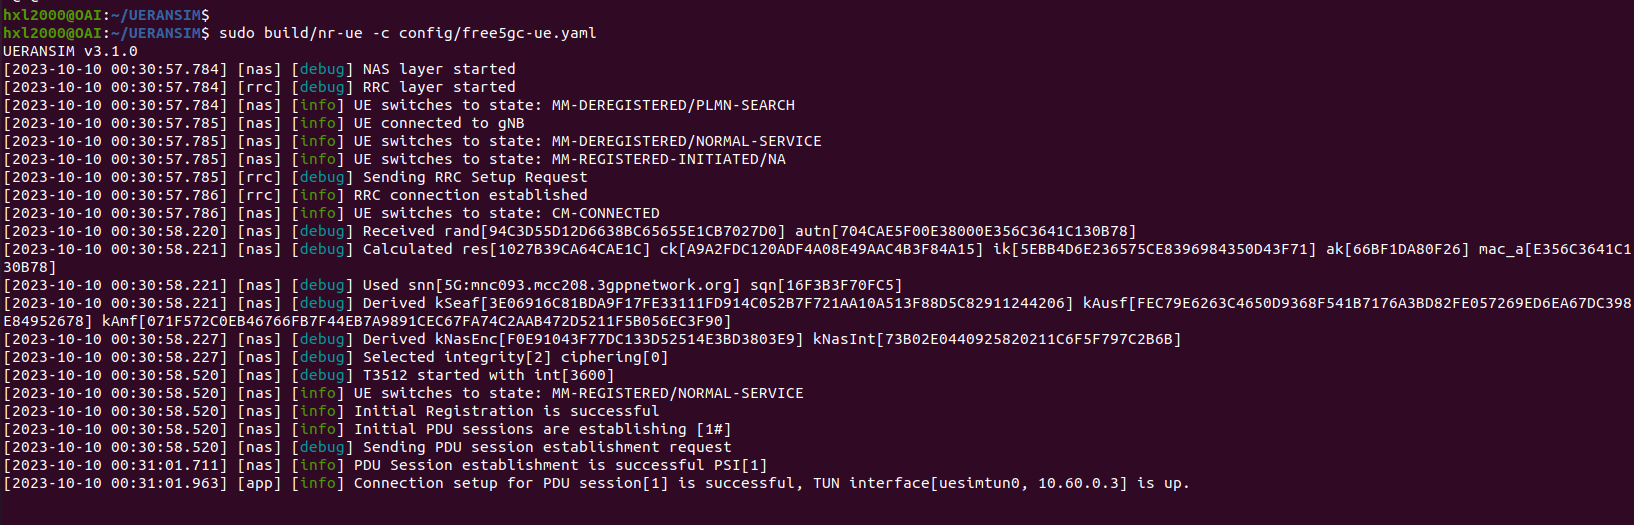 hxl2000@OAI:~/UERANSIM$
hxl2000@OAI:~/UERANSIM$ sudo build/nr-ue -c config/free5gc-ue.yaml
UERANSIM v3.1.0
[2023-10-10 00:30:57.784] [nas] [debug] NAS layer started
[2023-10-10 00:30:57.784] [rrc] [debug] RRC layer started
[2023-10-10 00:30:57.784] [nas] [info] UE switches to state: MM-DEREGISTERED/PLMN-SEARCH
[2023-10-10 00:30:57.785] [nas] [info] UE connected to gNB
[2023-10-10 00:30:57.785] [nas] [info] UE switches to state: MM-DEREGISTERED/NORMAL-SERVICE
[2023-10-10 00:30:57.785] [nas] [info] UE switches to state: MM-REGISTERED-INITIATED/NA
[2023-10-10 00:30:57.785] [rrc] [debug] Sending RRC Setup Request
[2023-10-10 00:30:57.786] [rrc] [info] RRC connection established
[2023-10-10 00:30:57.786] [nas] [info] UE switches to state: CM-CONNECTED
[2023-10-10 00:30:58.220] [nas] [debug] Received rand[94C3D55D12D6638BC65655E1CB7027D0] autn[704CAE5F00E38000E356C3641C130B78]
[2023-10-10 00:30:58.221] [nas] [debug] Calculated res[1027B39CA64CAE1C] ck[A9A2FDC120ADF4A08E49AAC4B3F84A15] ik[5EBB4D6E236575CE8396984350D43F71] ak[66BF1DA80F26] mac_a[E356C3641C1
30B78]
[2023-10-10 00:30:58.221] [nas] [debug] Used snn[5G:mnc093.mcc208.3gppnetwork.org] sqn[16F3B3F70FC5]
[2023-10-10 00:30:58.221] [nas] [debug] Derived kSeaf[3E06916C81BDA9F17FE33111FD914C052B7F721AA10A513F88D5C82911244206] kAusf[FEC79E6263C4650D9368F541B7176A3BD82FE057269ED6EA67DC398
E84952678] kAmf[071F572C0EB46766FB7F44EB7A9891CEC67FA74C2AAB472D5211F5B056EC3F90]
[2023-10-10 00:30:58.227] [nas] [debug] Derived kNasEnc[F0E91043F77DC133D52514E3BD3803E9] kNasInt[73B02E0440925820211C6F5F797C2B6B]
[2023-10-10 00:30:58.227] [nas] [debug] Selected integrity[2] ciphering[0]
[2023-10-10 00:30:58.520] [nas] [debug] T3512 started with int[3600]
[2023-10-10 00:30:58.520] [nas] [info] UE switches to state: MM-REGISTERED/NORMAL-SERVICE
[2023-10-10 00:30:58.520] [nas] [info] Initial Registration is successful
[2023-10-10 00:30:58.520] [nas] [info] Initial PDU sessions are establishing [1#]
[2023-10-10 00:30:58.520] [nas] [debug] Sending PDU session establishment request
[2023-10-10 00:31:01.711] [nas] [info] PDU Session establishment is successful PSI[1]
[2023-10-10 00:31:01.963] [app] [info] Connection setup for PDU session[1] is successful, TUN interface[uesimtun0, 10.60.0.3] is up.